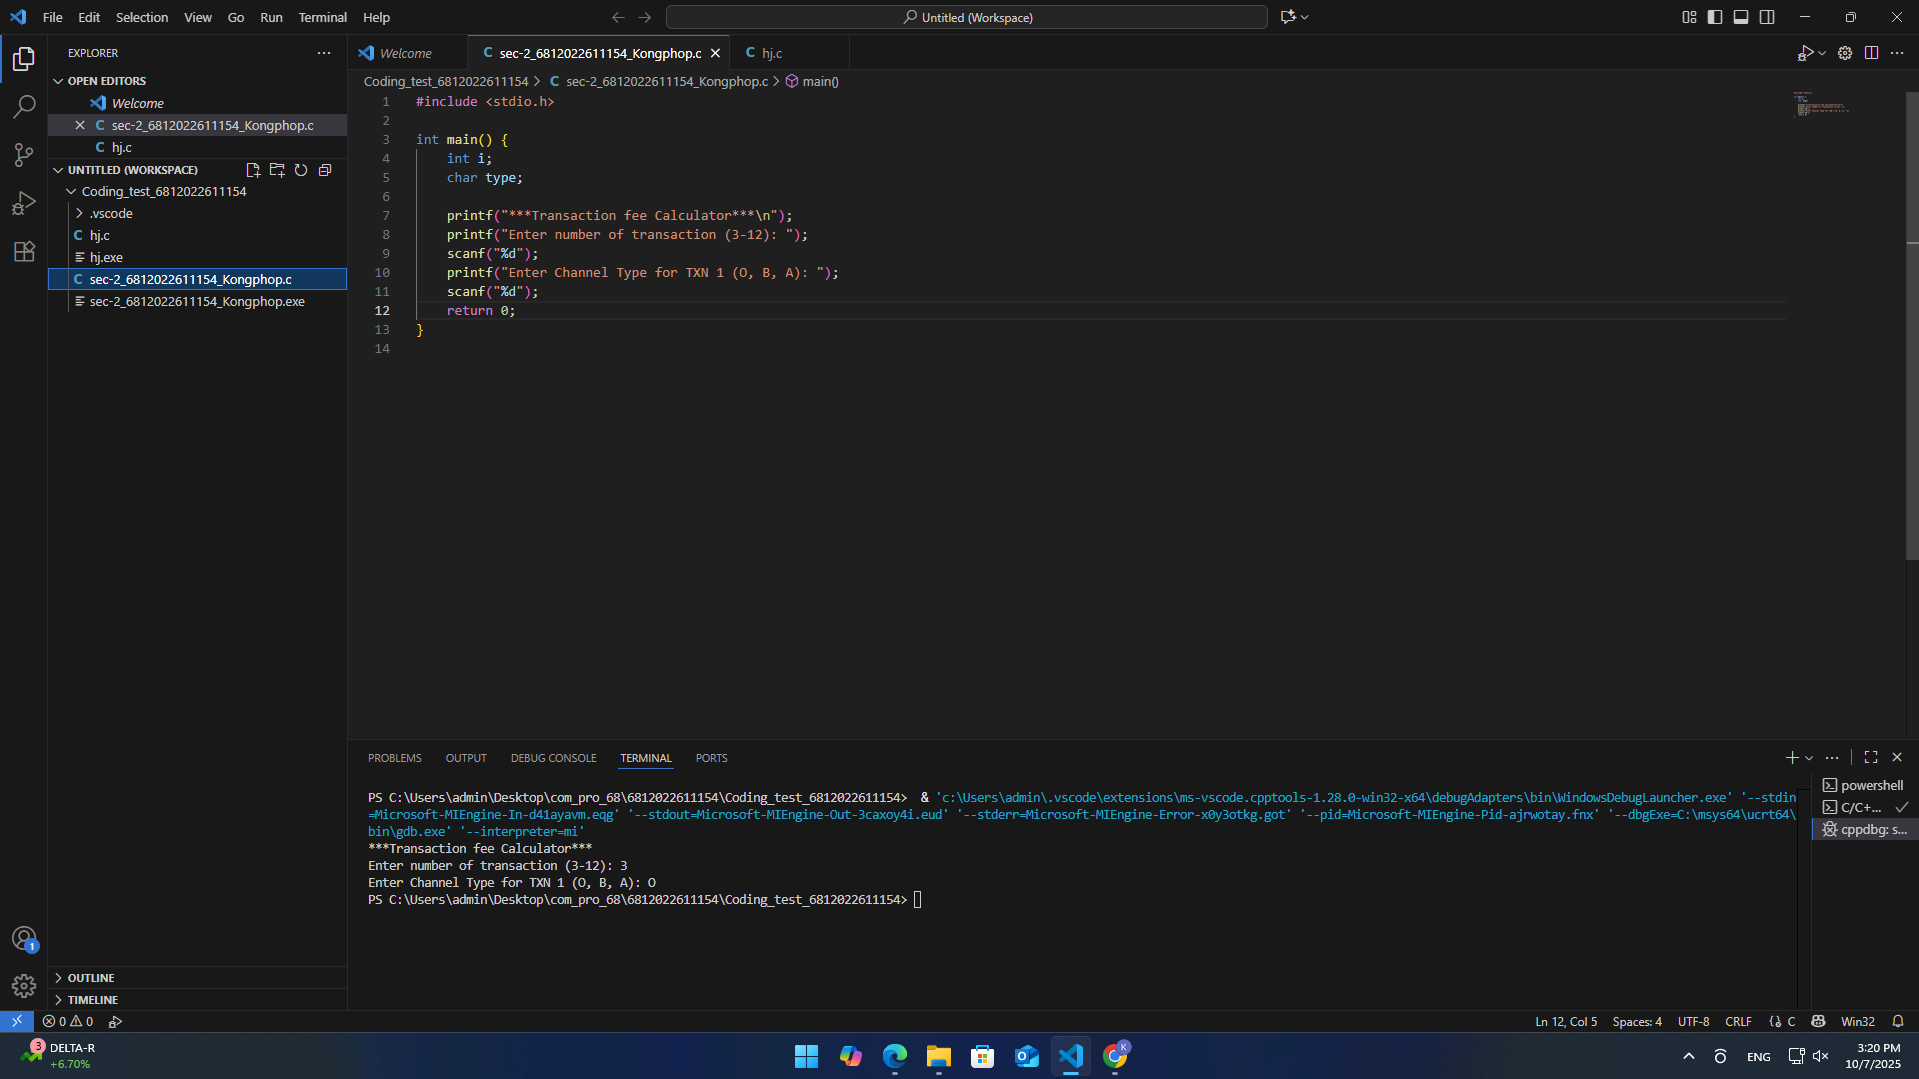 File Edit Selection View Go Run Terminal Help
Untitled (Workspace)
EXPLORER
OPEN EDITORS
Welcome
sec-2_6812022611154_Kongphop.c
hj.c
UNTITLED (WORKSPACE)
Coding_test_6812022611154
.vscode
hj.c
hj.exe
sec-2_6812022611154_Kongphop.c
sec-2_6812022611154_Kongphop.exe
OUTLINE
TIMELINE
Welcome sec-2_6812022611154_Kongphop.c hj.c
Coding_test_6812022611154 > C sec-2_6812022611154_Kongphop.c > main()
1 #include <stdio.h>
2
3 int main() {
4 int i;
5 char type;
6
7 printf("***Transaction fee Calculator***\n");
8 printf("Enter number of transaction (3-12): ");
9 scanf("%d");
10 printf("Enter Channel Type for TXN 1 (O, B, A): ");
11 scanf("%d");
12 return 0;
13 }
14
PROBLEMS OUTPUT DEBUG CONSOLE TERMINAL PORTS
PS C:\Users\admin\Desktop\com_pro_68\6812022611154\Coding_test_6812022611154> & 'c:\Users\admin\.vscode\extensions\ms-vscode.cpptools-1.28.0-win32-x64\debugAdapters\bin\WindowsDebugLauncher.exe' '--stdin
=Microsoft-MIEngine-In-d41ayavm.eqg' '--stdout=Microsoft-MIEngine-Out-3caxoy4i.eud' '--stderr=Microsoft-MIEngine-Error-x0y3otkg.got' '--pid=Microsoft-MIEngine-Pid-ajrwotay.fnx' '--dbgExe=C:\msys64\ucrt64\
bin\gdb.exe' '--interpreter=mi'
***Transaction fee Calculator***
Enter number of transaction (3-12): 3
Enter Channel Type for TXN 1 (O, B, A): O
PS C:\Users\admin\Desktop\com_pro_68\6812022611154\Coding_test_6812022611154>
powershell
C/C+...
cppdbg: s...
1
0 0
Ln 12, Col 5 Spaces: 4 UTF-8 CRLF C Win32
3
DELTA-R
+6.70%
K
ENG
3:20 PM
10/7/2025